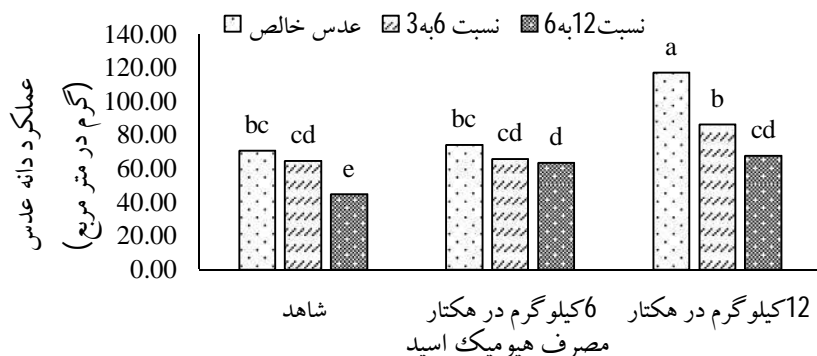 عدس خالص نسبت 6به3 نسبت12به6
عملکرد دانه عدس
(گرم در متر مربع)
140.00
120.00
100.00
80.00
60.00
40.00
20.00
0.00
bc cd e
bc cd d
a b cd
شاهد 6کیلوگرم در هکتار 12کیلوگرم در هکتار
مصرف هیومیک اسید